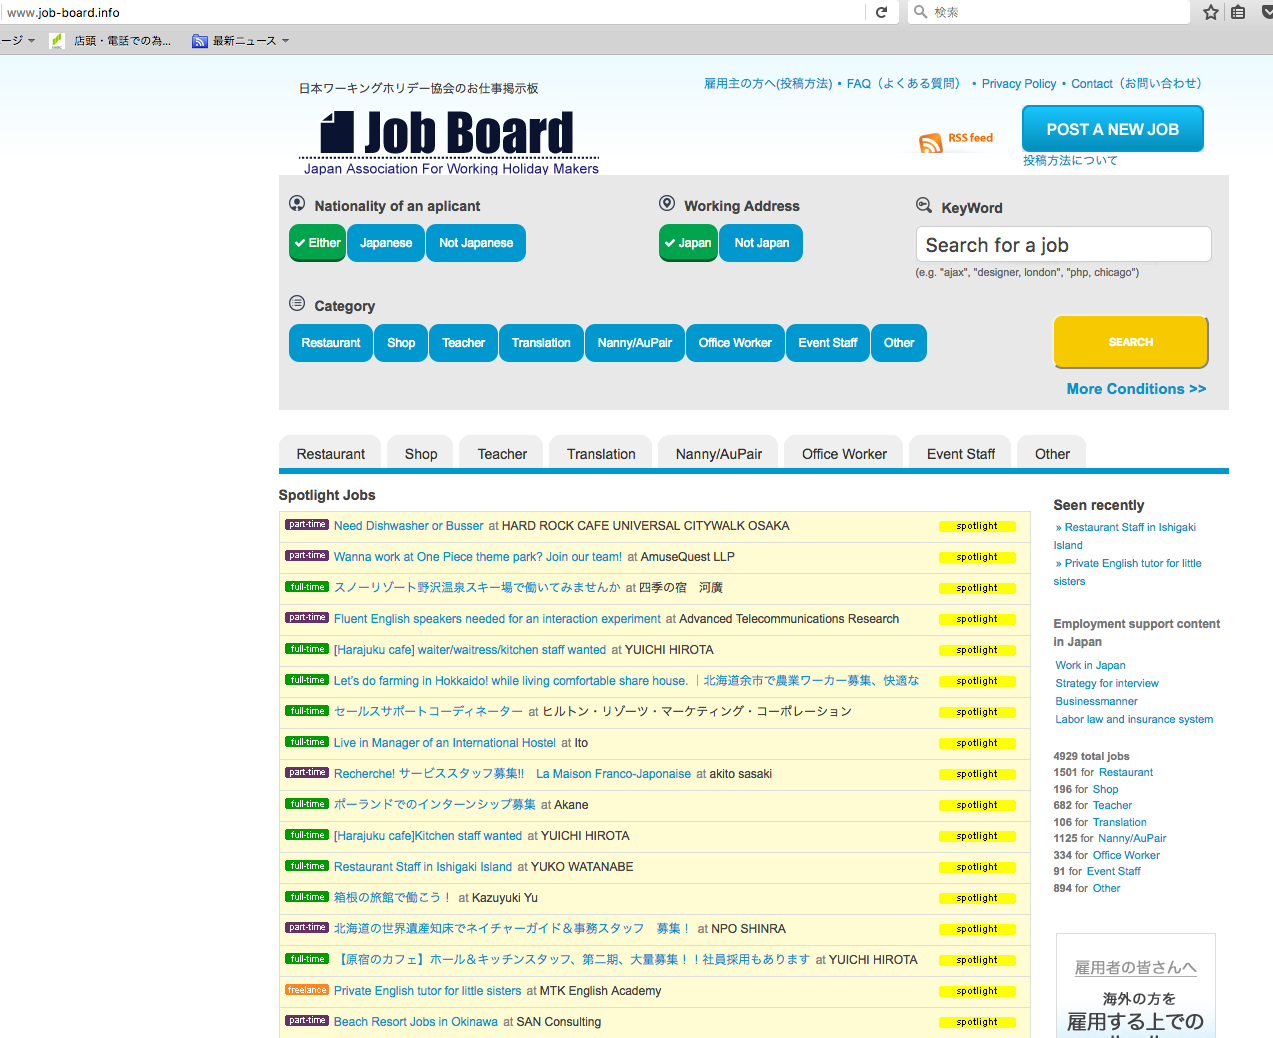 www.job-board.info
検索
ージ
店頭・電話での為...
最新ニュース
日本ワーキングホリデー協会のお仕事掲示板
雇用主の方へ(投稿方法) • FAQ（よくある質問） • Privacy Policy • Contact（お問い合わせ）
Job Board
Japan Association For Working Holiday Makers
RSS feed
POST A NEW JOB
投稿方法について
Nationality of an aplicant
Either
Japanese
Not Japanese
Working Address
Japan
Not Japan
KeyWord
Search for a job
(e.g. "ajax", "designer, london", "php, chicago")
Category
Restaurant
Shop
Teacher
Translation
Nanny/AuPair
Office Worker
Event Staff
Other
SEARCH
More Conditions >>
Restaurant
Shop
Teacher
Translation
Nanny/AuPair
Office Worker
Event Staff
Other
Spotlight Jobs
part-time Need Dishwasher or Busser at HARD ROCK CAFE UNIVERSAL CITYWALK OSAKA spotlight
part-time Wanna work at One Piece theme park? Join our team! at AmuseQuest LLP spotlight
full-time スノーリゾート野沢温泉スキー場で働いてみませんか at 四季の宿　河廣 spotlight
part-time Fluent English speakers needed for an interaction experiment at Advanced Telecommunications Research spotlight
full-time [Harajuku cafe] waiter/waitress/kitchen staff wanted at YUICHI HIROTA spotlight
full-time Let's do farming in Hokkaido! while living comfortable share house. ｜北海道余市で農業ワーカー募集、快適な spotlight
full-time セールスサポートコーディネーター at ヒルトン・リゾーツ・マーケティング・コーポレーション spotlight
full-time Live in Manager of an International Hostel at Ito spotlight
part-time Recherche! サービススタッフ募集!!　La Maison Franco-Japonaise at akito sasaki spotlight
full-time ポーランドでのインターンシップ募集 at Akane spotlight
full-time [Harajuku cafe]Kitchen staff wanted at YUICHI HIROTA spotlight
full-time Restaurant Staff in Ishigaki Island at YUKO WATANABE spotlight
full-time 箱根の旅館で働こう！ at Kazuyuki Yu spotlight
part-time 北海道の世界遺産知床でネイチャーガイド＆事務スタッフ　募集！ at NPO SHINRA spotlight
full-time 【原宿のカフェ】ホール＆キッチンスタッフ、第二期、大量募集！！社員採用もあります at YUICHI HIROTA spotlight
freelance Private English tutor for little sisters at MTK English Academy spotlight
part-time Beach Resort Jobs in Okinawa at SAN Consulting spotlight
Seen recently
» Restaurant Staff in Ishigaki
Island
» Private English tutor for little
sisters
Employment support content
in Japan
Work in Japan
Strategy for interview
Businessmanner
Labor law and insurance system
4929 total jobs
1501 for Restaurant
196 for Shop
682 for Teacher
106 for Translation
1125 for Nanny/AuPair
334 for Office Worker
91 for Event Staff
894 for Other
雇用者の皆さんへ
海外の方を
雇用する上での